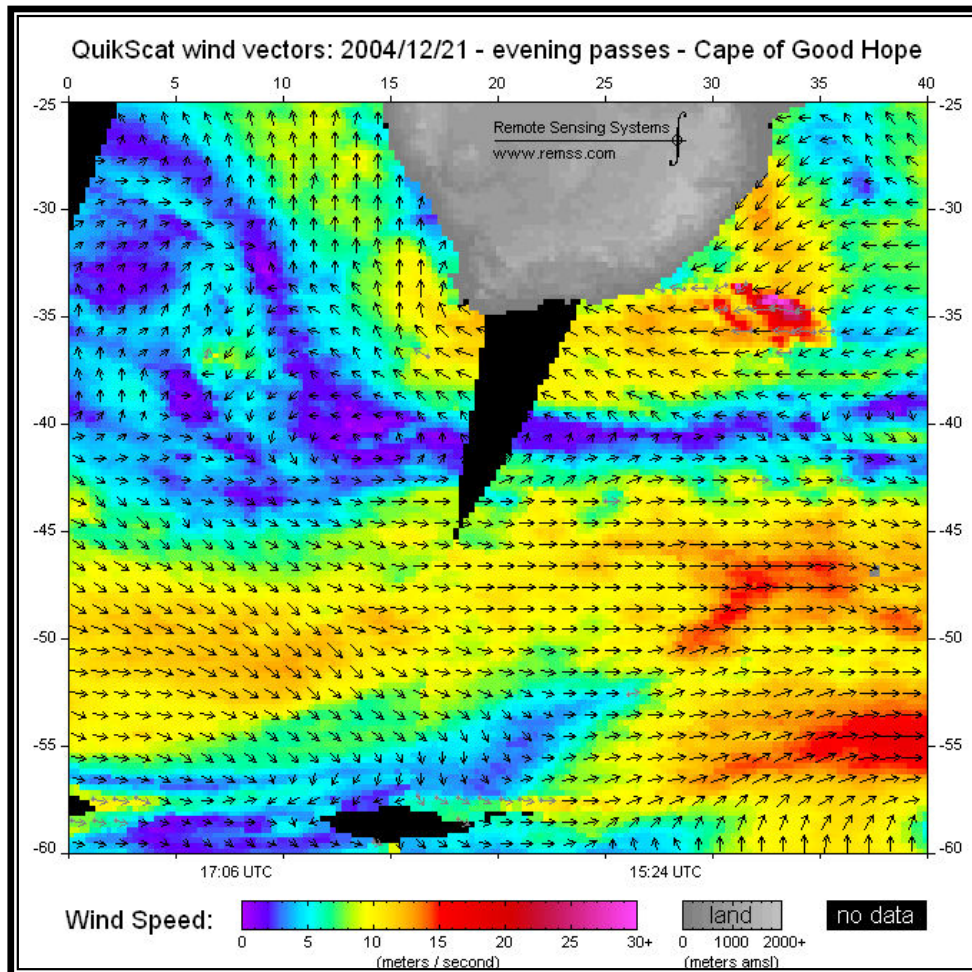 QuikScat wind vectors: 2004/12/21 - evening passes - Cape of Good Hope
0 5 10 15 20 25 30 35 40
Remote Sensing Systems
www.remss.com
-25 -25
-30 -30
-35 -35
-40 -40
-45 -45
-50 -50
-55 -55
-60 -60
17:06 UTC 15:24 UTC
Wind Speed: land no data
0 5 10 15 20 25 30+ 0 1000 2000+
(meters / second) (meters amsl)